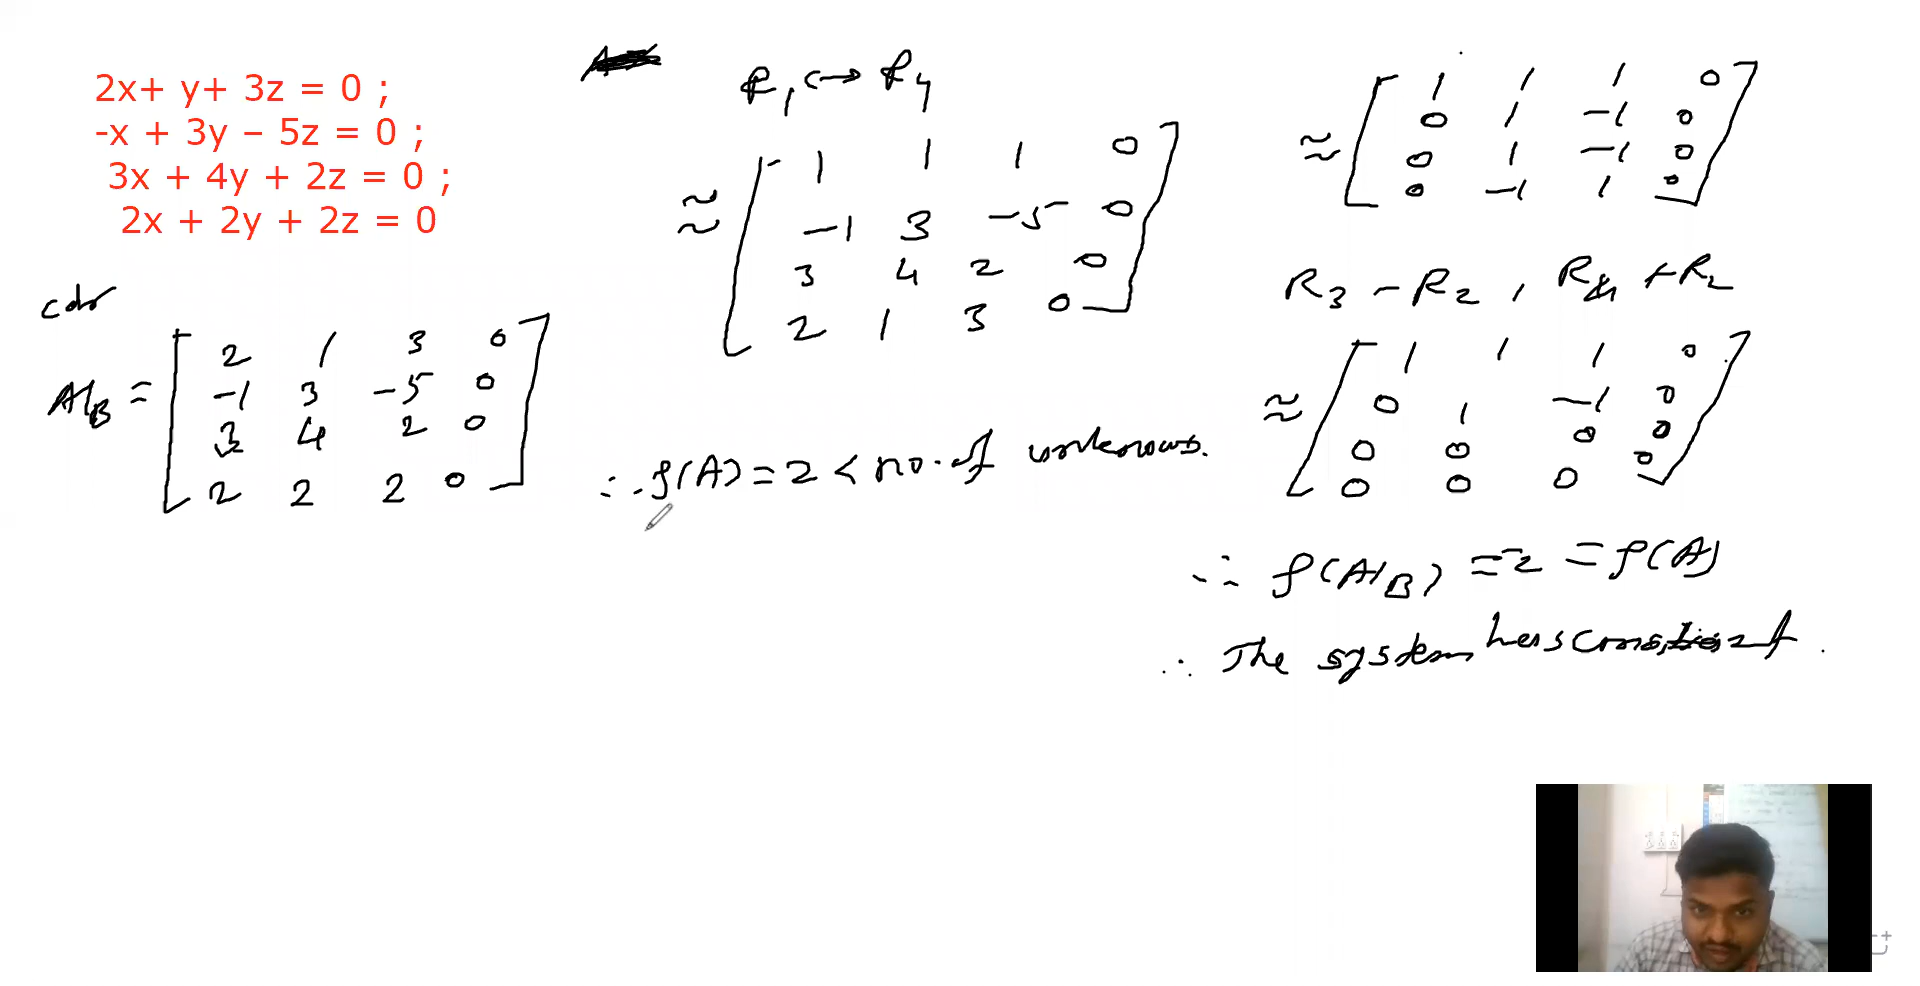 2x+ y+ 3z = 0 ;
-x + 3y – 5z = 0 ;
3x + 4y + 2z = 0 ;
2x + 2y + 2z = 0
A|B =
2 1 3 0
-1 3 -5 0
3 4 2 0
2 2 2 0
R1 ↔ R4
≈
1 1 1 0
-1 3 -5 0
3 4 2 0
2 1 3 0
∴ ρ(A) = 2 < no. of unknowns.
≈
1 1 1 0
0 1 -1 0
0 1 -1 0
0 -1 1 0
R3 - R2 , R4 + R2
≈
1 1 1 0
0 1 -1 0
0 0 0 0
0 0 0 0
∴ ρ(A|B) = 2 = ρ(A)
∴ The system has consistent .